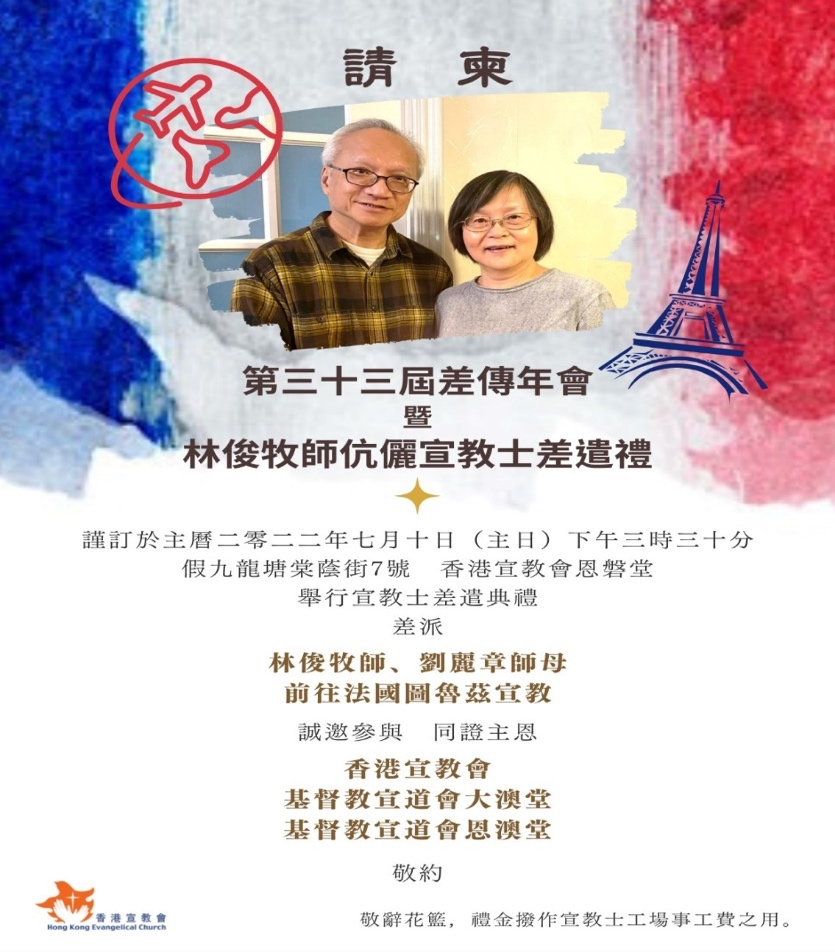 請 柬
第三十三屆差傳年會
暨
林俊牧師伉儷宣教士差遣禮
謹訂於主曆二零二二年七月十日（主日）下午三時三十分
假九龍塘棠蔭街7號　香港宣教會恩磐堂
舉行宣教士差遣典禮
差派
林俊牧師、劉麗章師母
前往法國圖魯茲宣教
誠邀參與　同證主恩
香港宣教會
基督教宣道會大澳堂
基督教宣道會恩澳堂
敬約
香港宣教會
Hong Kong Evangelical Church
敬辭花籃，禮金撥作宣教士工場事工費之用。